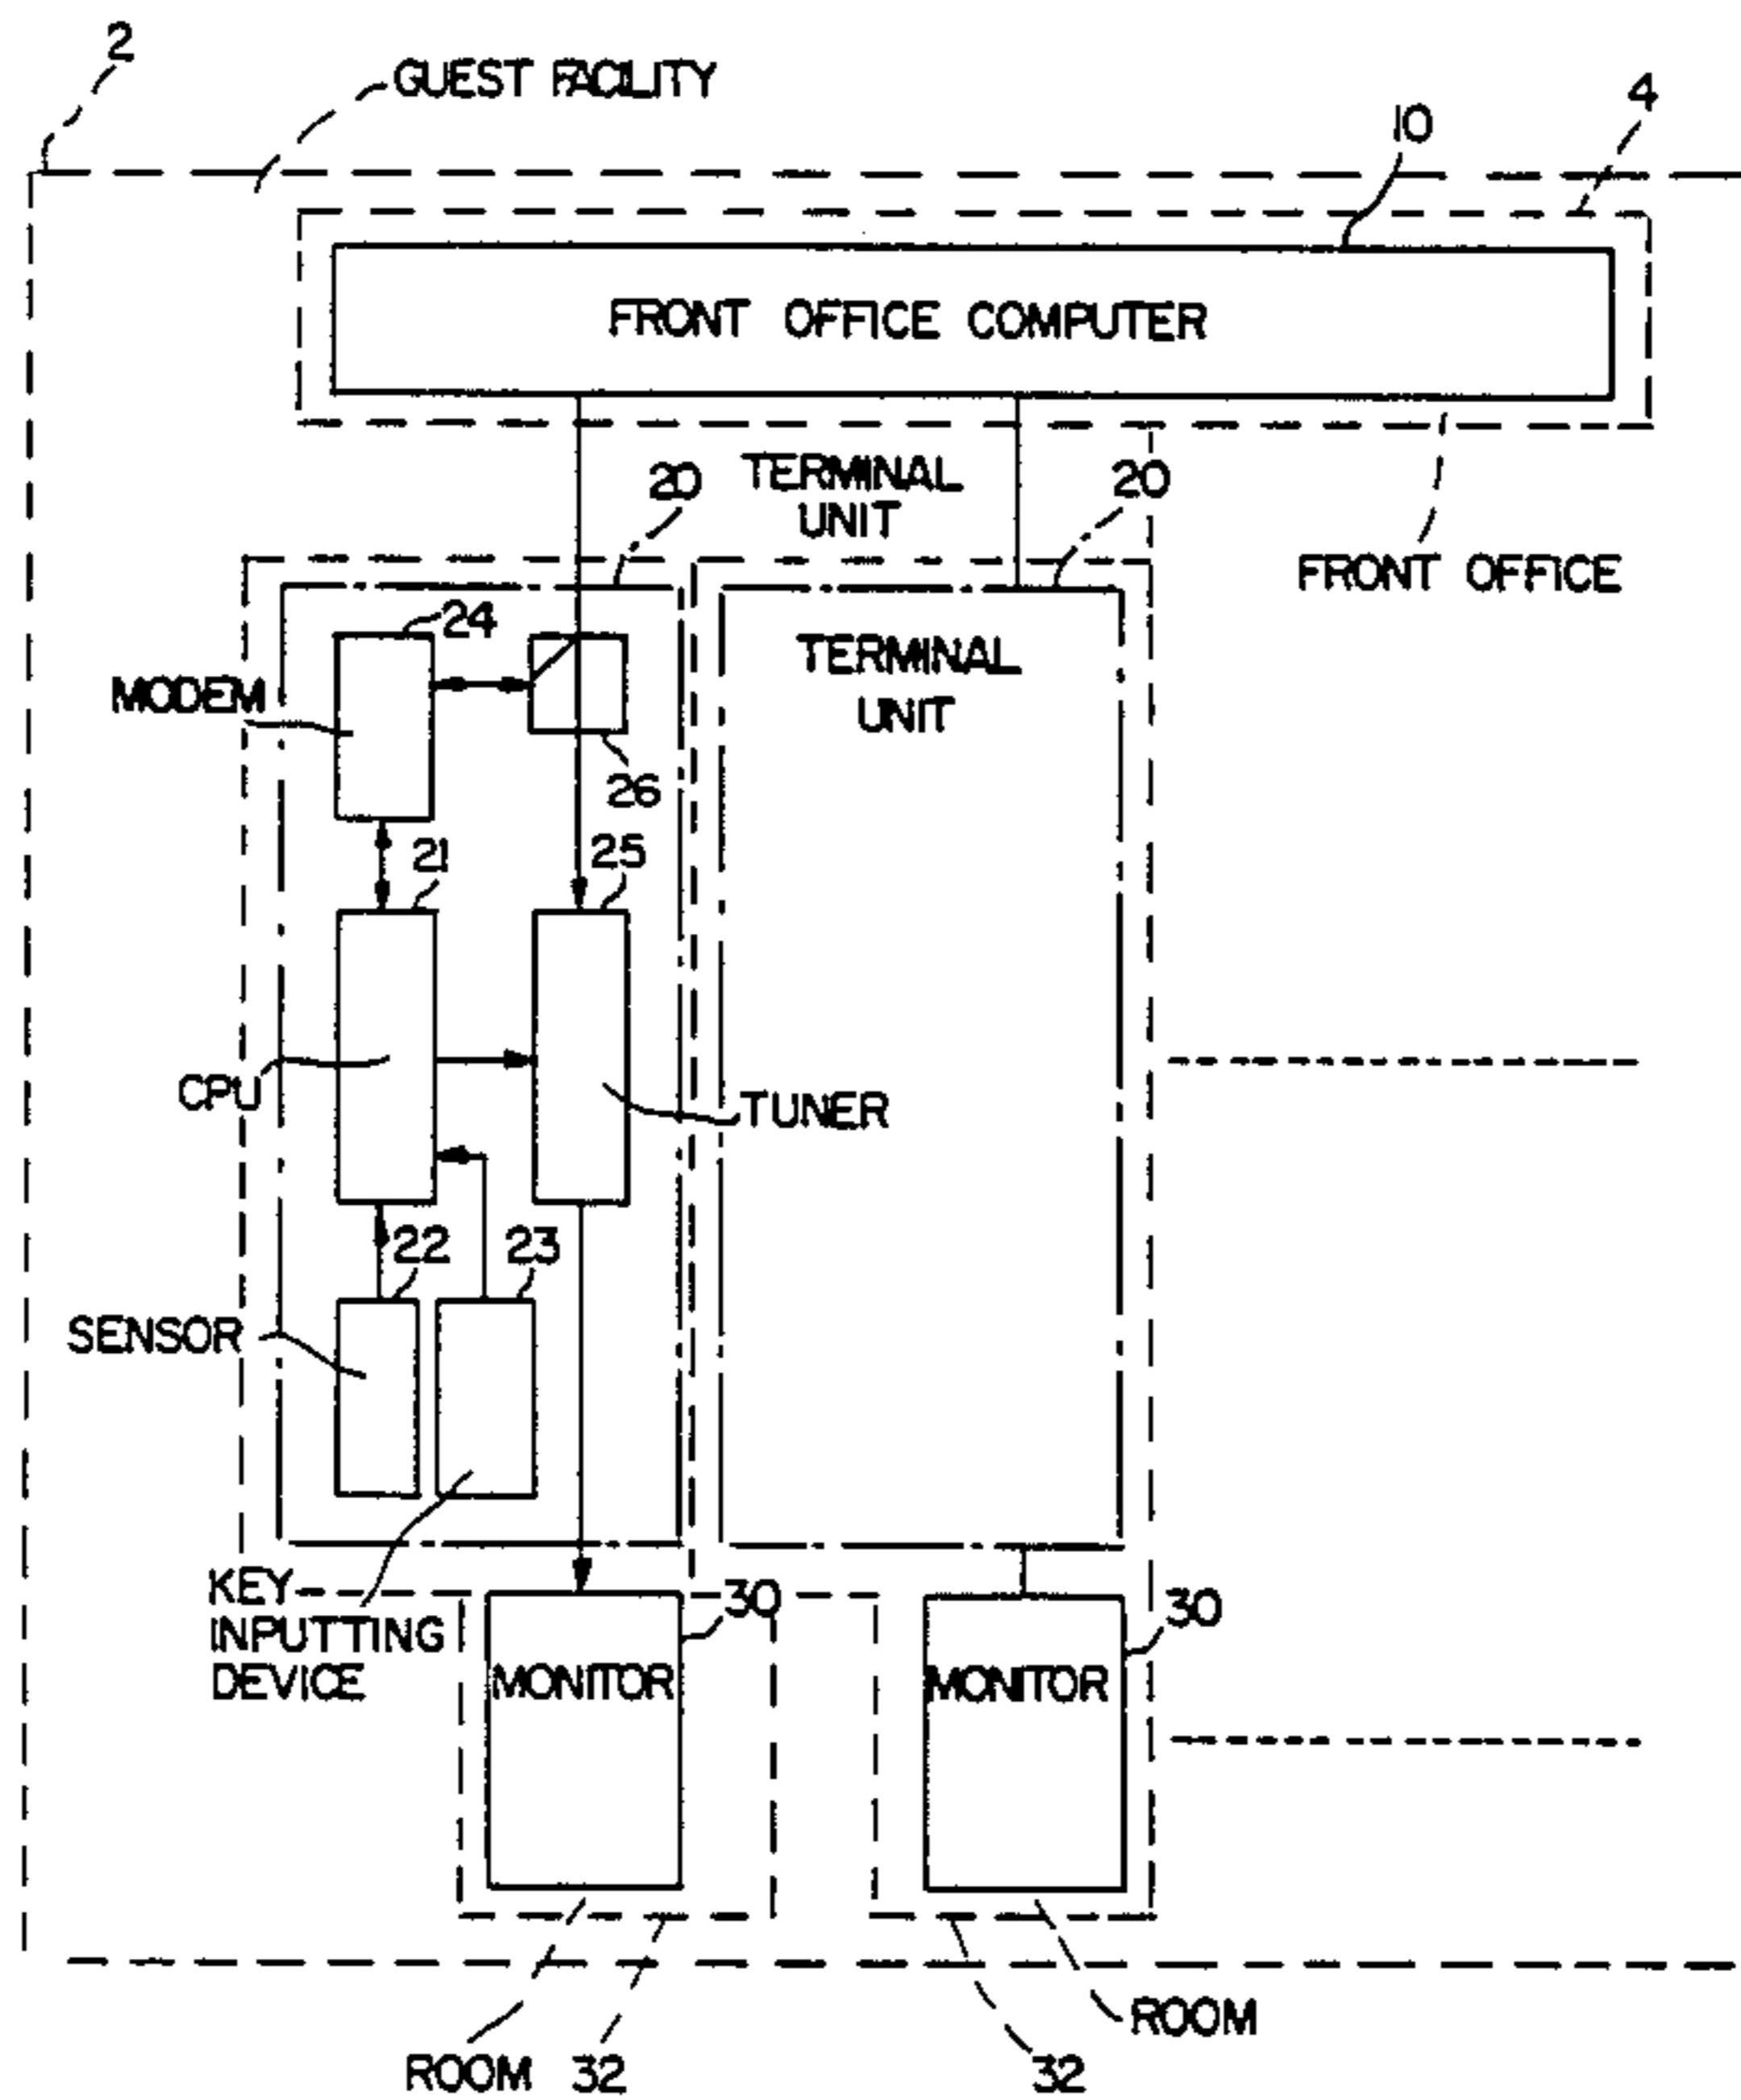 2
GUEST FACILITY
4
10
FRONT OFFICE COMPUTER
20
TERMINAL
UNIT
20
FRONT OFFICE
24
TERMINAL
UNIT
MODEM
26
21
25
CPU
TUNER
22
23
SENSOR
KEY
INPUTTING
DEVICE
30
30
MONITOR
MONITOR
ROOM
ROOM
32
32